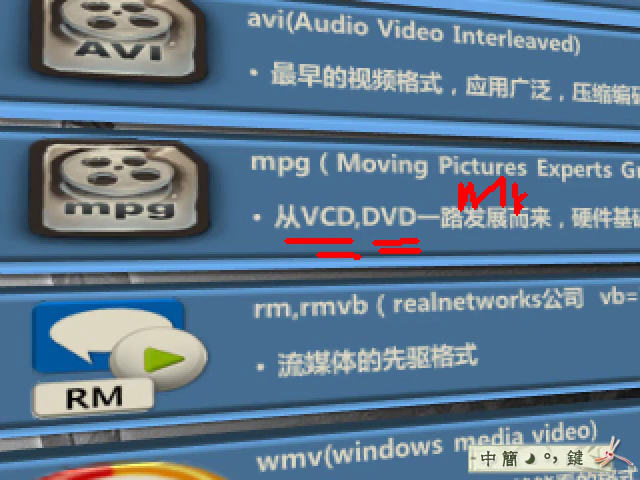 AVI
avi(Audio Video Interleaved)
• 最早的视频格式，应用广泛，压缩编
mpg
mpg（Moving Pictures Experts
• 从VCD,DVD一路发展而来，硬件基
RM
rm,rmvb（realnetworks公司 vb=
• 流媒体的先驱格式
wmv(windows media video)
中簡 鍵